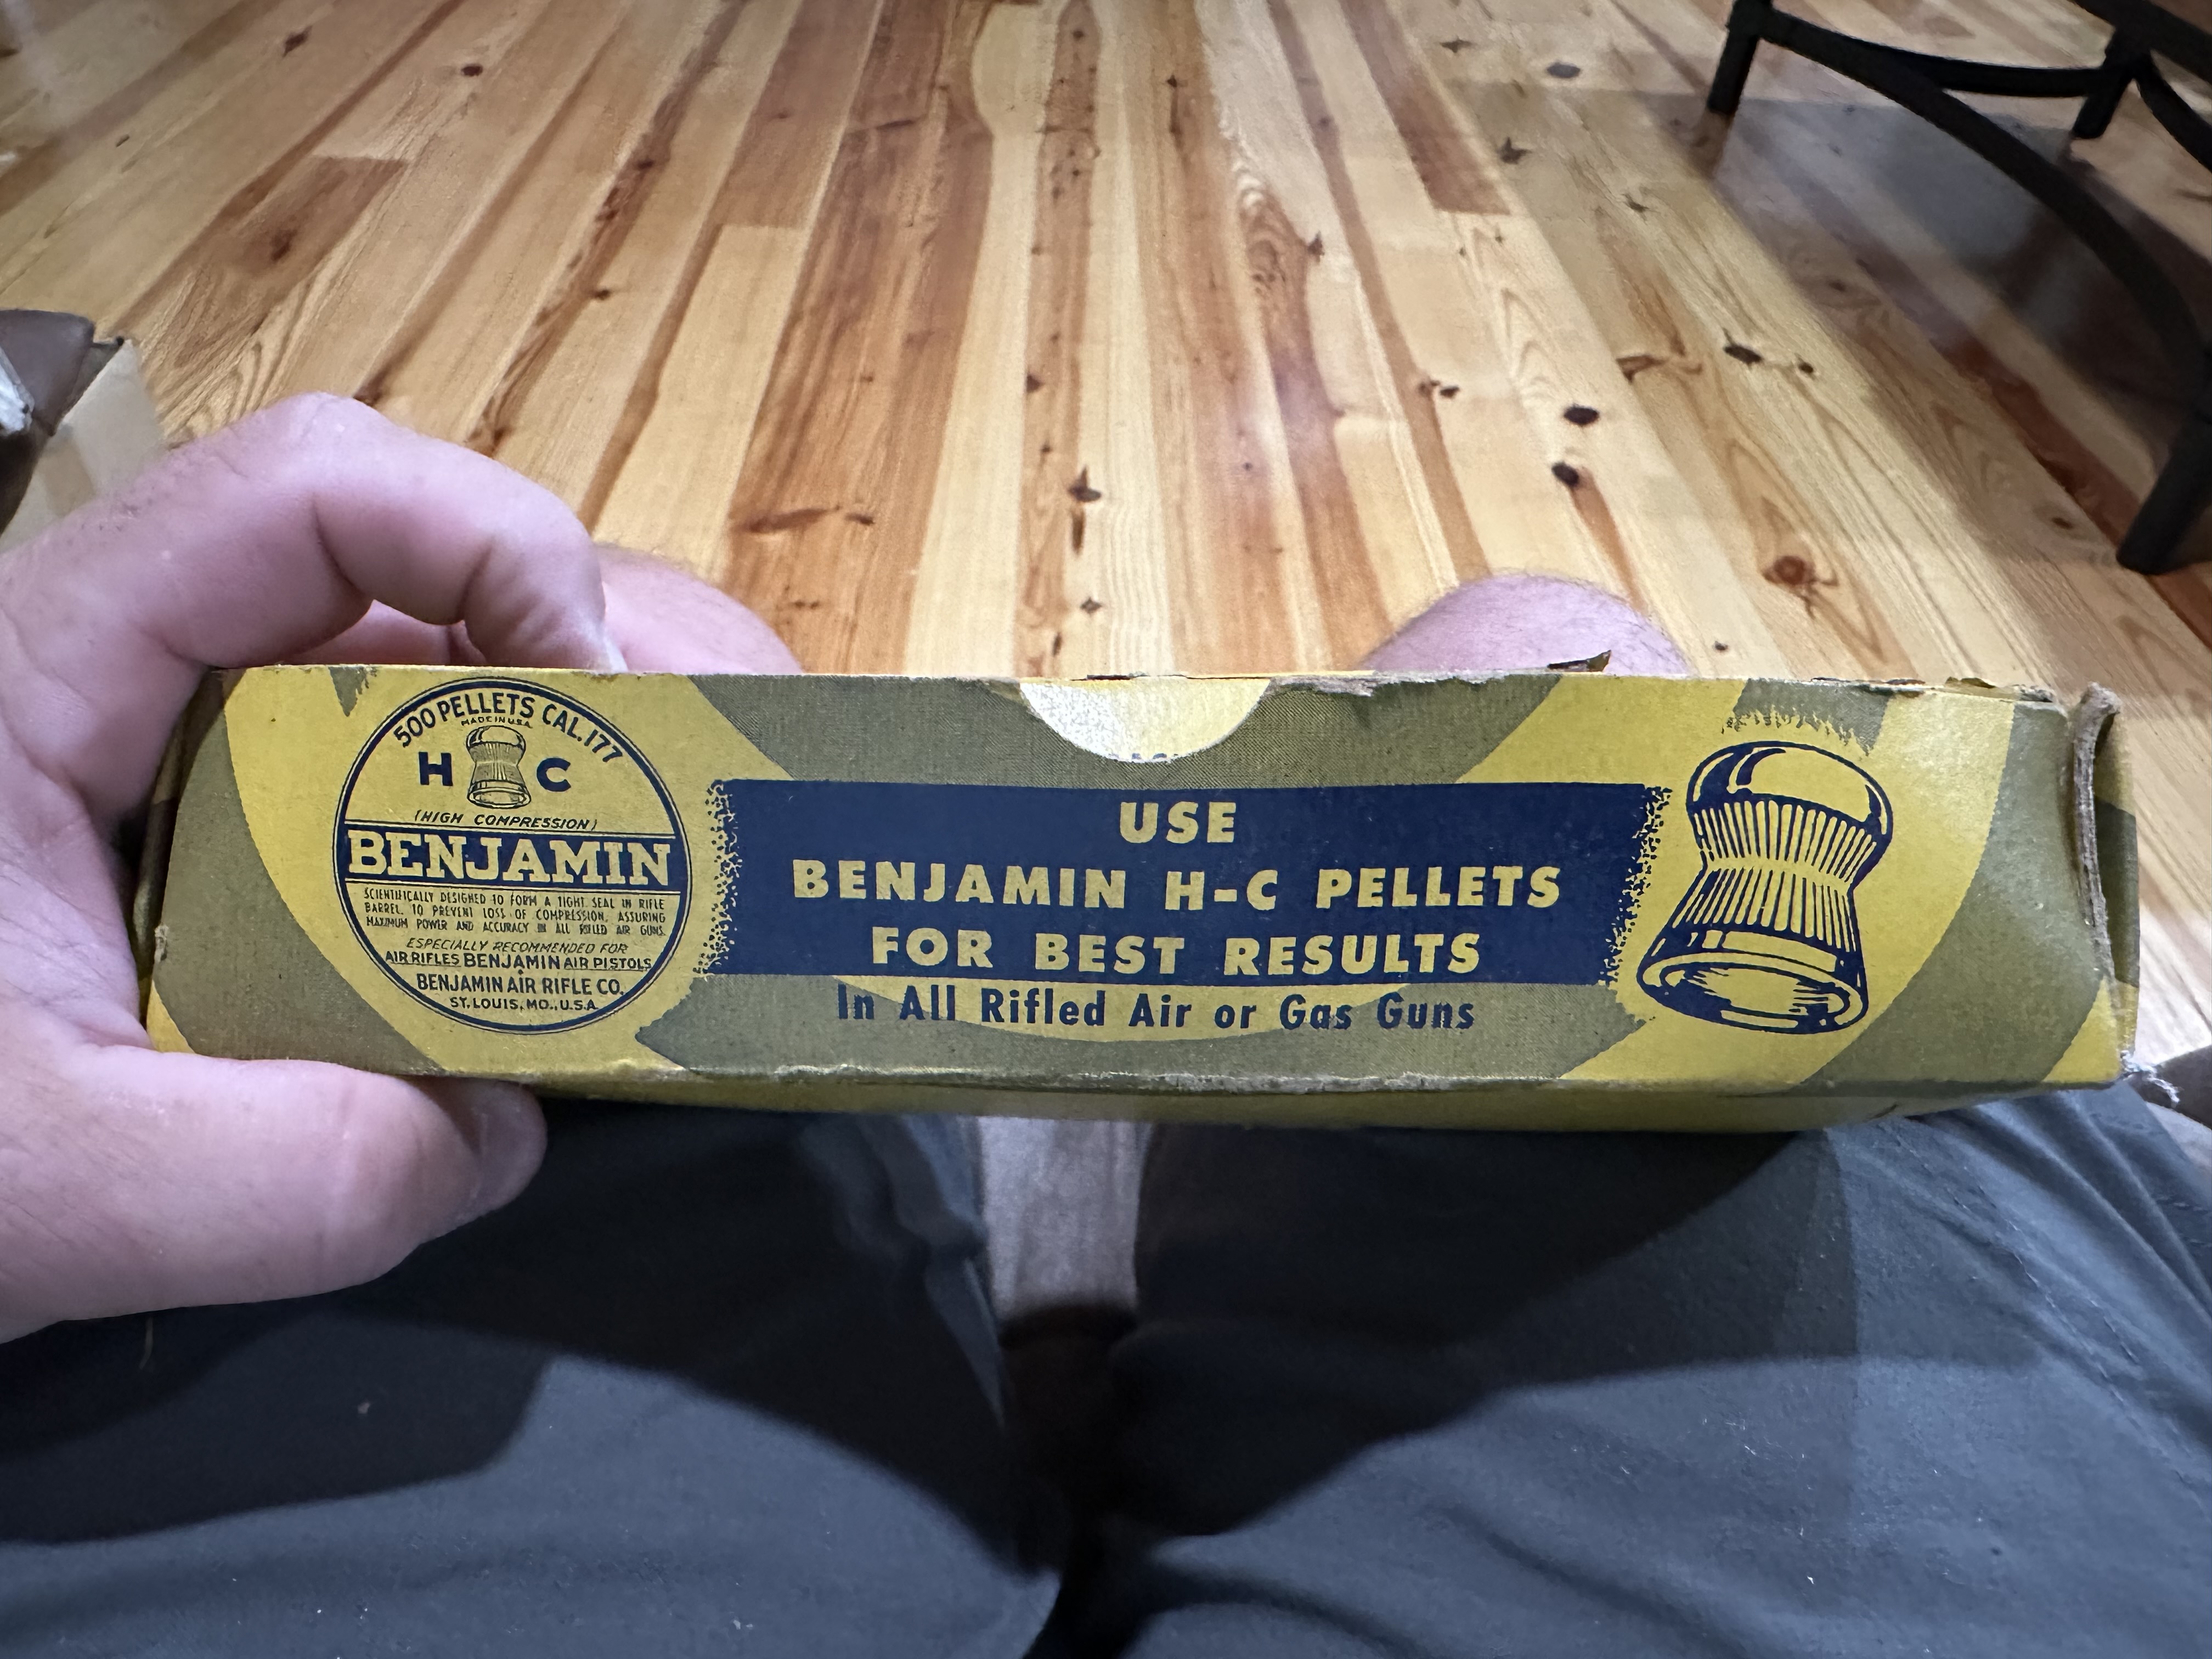 500 PELLETS CAL. 177
MADE IN U.S.A.
H C
(HIGH COMPRESSION)
BENJAMIN
SCIENTIFICALLY DESIGNED TO FORM A TIGHT SEAL IN RIFLE
BARREL, TO PREVENT LOSS OF COMPRESSION, ASSURING
MAXIMUM POWER AND ACCURACY IN ALL RIFLED AIR GUNS.
ESPECIALLY RECOMMENDED FOR
AIR RIFLES BENJAMIN AIR PISTOLS
BENJAMIN AIR RIFLE CO.
ST. LOUIS, MO., U.S.A.
USE
BENJAMIN H-C PELLETS
FOR BEST RESULTS
In All Rifled Air or Gas Guns